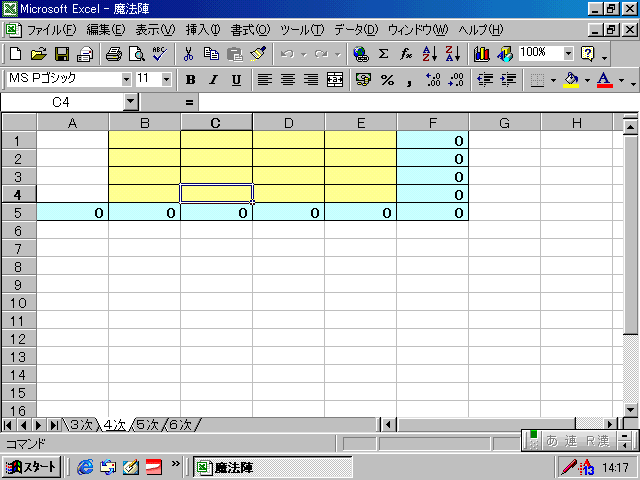 Microsoft Excel - 魔法陣
ファイル(F) 編集(E) 表示(V) 挿入(I) 書式(O) ツール(T) データ(D) ウィンドウ(W) ヘルプ(H)
100%
MS Pゴシック 11 B I U % ,
C4 =
A B C D E F G H
1 0
2 0
3 0
4 0
5 0 0 0 0 0 0
6
7
8
9
10
11
12
13
14
15
16
3次 4次 5次 6次
コマンド
あ 連 R漢
スタート 魔法陣 13 14:17